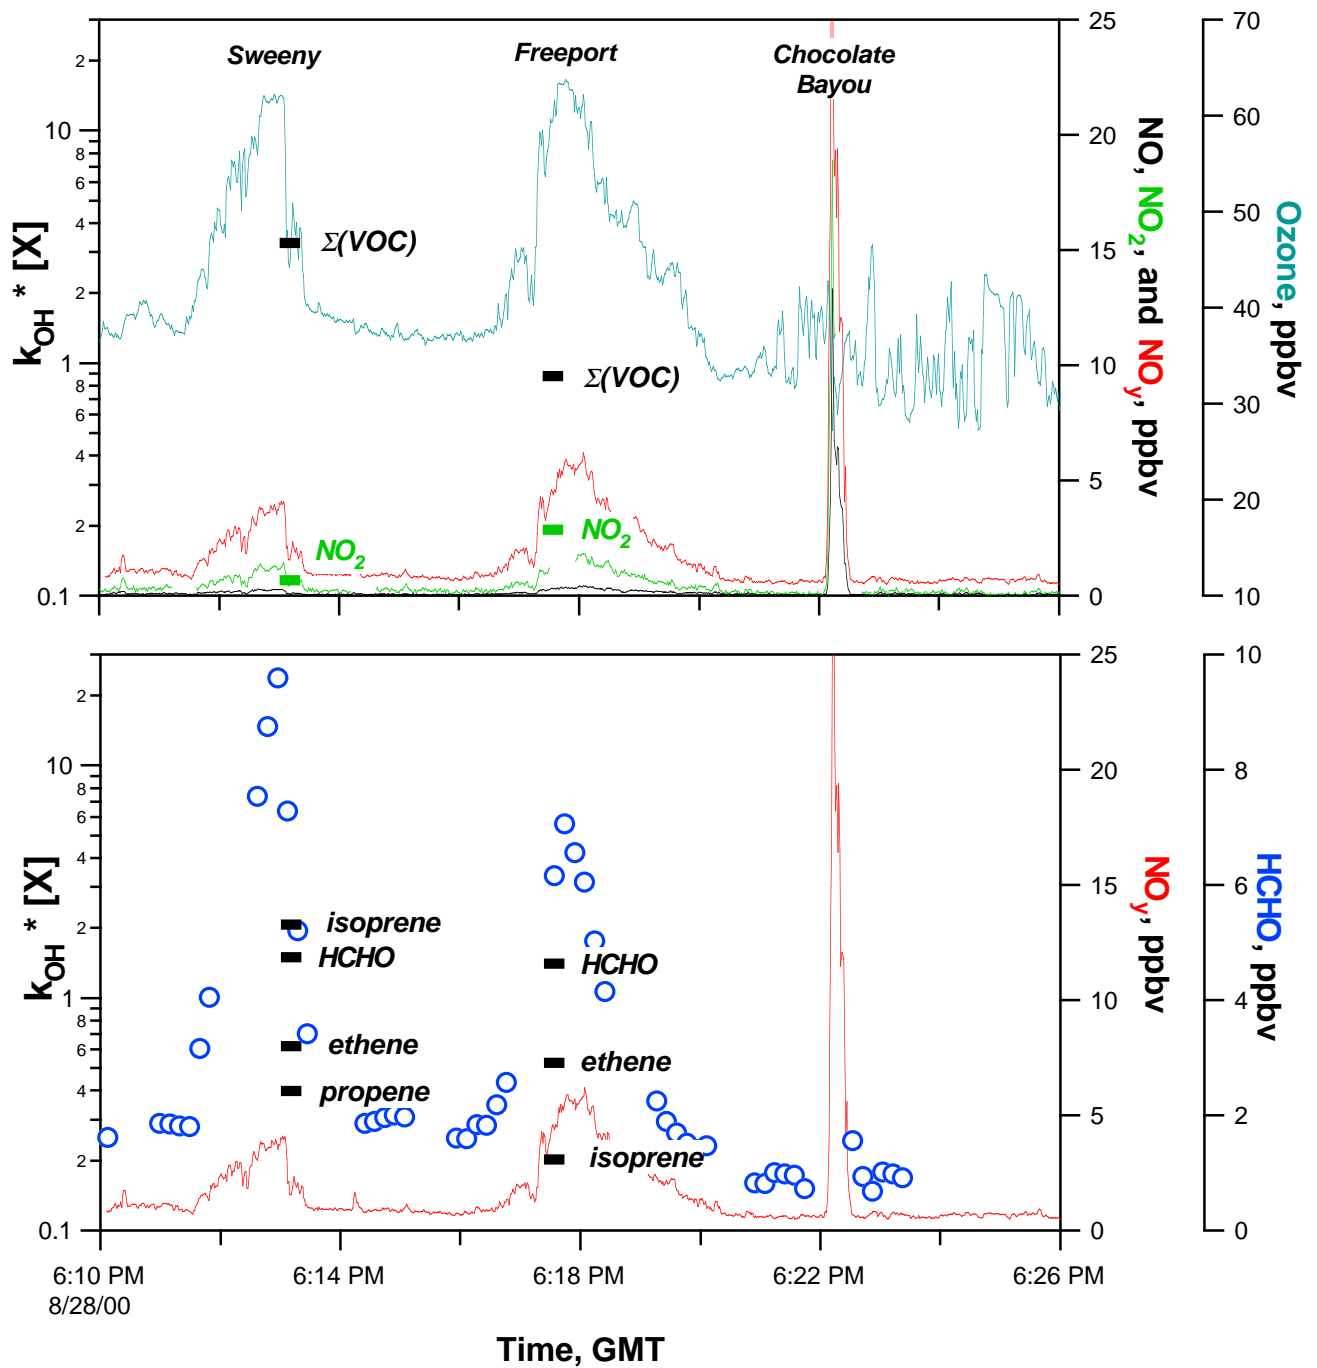 Sweeny
Freeport
Chocolate
Bayou
Σ(VOC)
Σ(VOC)
NO2
NO2
kOH * [X]
2
10
8
6
4
2
1
8
6
4
2
0.1
25
20
15
10
5
0
NO, NO2, and NOy, ppbv
70
60
50
40
30
20
10
Ozone, ppbv
kOH * [X]
2
10
8
6
4
2
1
8
6
4
2
0.1
isoprene
HCHO
ethene
propene
HCHO
ethene
isoprene
25
20
15
10
5
0
NOy, ppbv
10
8
6
4
2
0
HCHO, ppbv
6:10 PM
8/28/00
6:14 PM
6:18 PM
6:22 PM
6:26 PM
Time, GMT